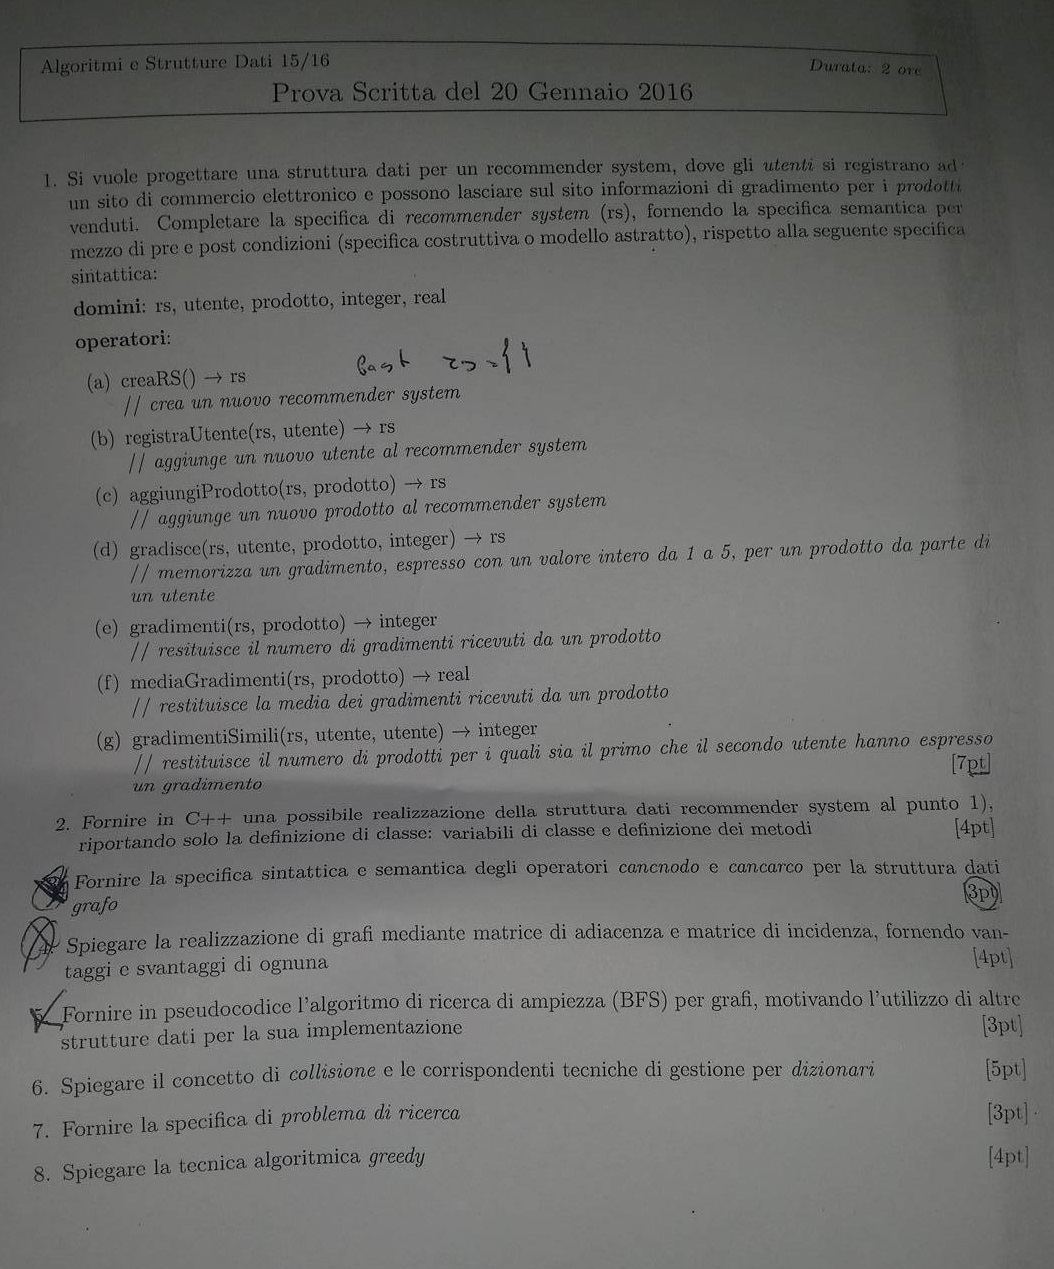 Algoritmi e Strutture Dati 15/16
Durata: 2 ore
Prova Scritta del 20 Gennaio 2016
1. Si vuole progettare una struttura dati per un recommender system, dove gli utenti si registrano ad
un sito di commercio elettronico e possono lasciare sul sito informazioni di gradimento per i prodotti
venduti. Completare la specifica di recommender system (rs), fornendo la specifica semantica per
mezzo di pre e post condizioni (specifica costruttiva o modello astratto), rispetto alla seguente specifica
sintattica:
domini: rs, utente, prodotto, integer, real
operatori:
(a) creaRS() → rs
// crea un nuovo recommender system
(b) registraUtente(rs, utente) → rs
// aggiunge un nuovo utente al recommender system
(c) aggiungiProdotto(rs, prodotto) → rs
// aggiunge un nuovo prodotto al recommender system
(d) gradisce(rs, utente, prodotto, integer) → rs
// memorizza un gradimento, espresso con un valore intero da 1 a 5, per un prodotto da parte di
un utente
(e) gradimenti(rs, prodotto) → integer
// resituisce il numero di gradimenti ricevuti da un prodotto
(f) mediaGradimenti(rs, prodotto) → real
// restituisce la media dei gradimenti ricevuti da un prodotto
(g) gradimentiSimili(rs, utente, utente) → integer
// restituisce il numero di prodotti per i quali sia il primo che il secondo utente hanno espresso
un gradimento [7pt]
2. Fornire in C++ una possibile realizzazione della struttura dati recommender system al punto 1),
riportando solo la definizione di classe: variabili di classe e definizione dei metodi [4pt]
Fornire la specifica sintattica e semantica degli operatori cancnodo e cancarco per la struttura dati
grafo [3pt]
Spiegare la realizzazione di grafi mediante matrice di adiacenza e matrice di incidenza, fornendo van-
taggi e svantaggi di ognuna [4pt]
Fornire in pseudocodice l'algoritmo di ricerca di ampiezza (BFS) per grafi, motivando l'utilizzo di altre
strutture dati per la sua implementazione [3pt]
6. Spiegare il concetto di collisione e le corrispondenti tecniche di gestione per dizionari [5pt]
7. Fornire la specifica di problema di ricerca [3pt]
8. Spiegare la tecnica algoritmica greedy [4pt]